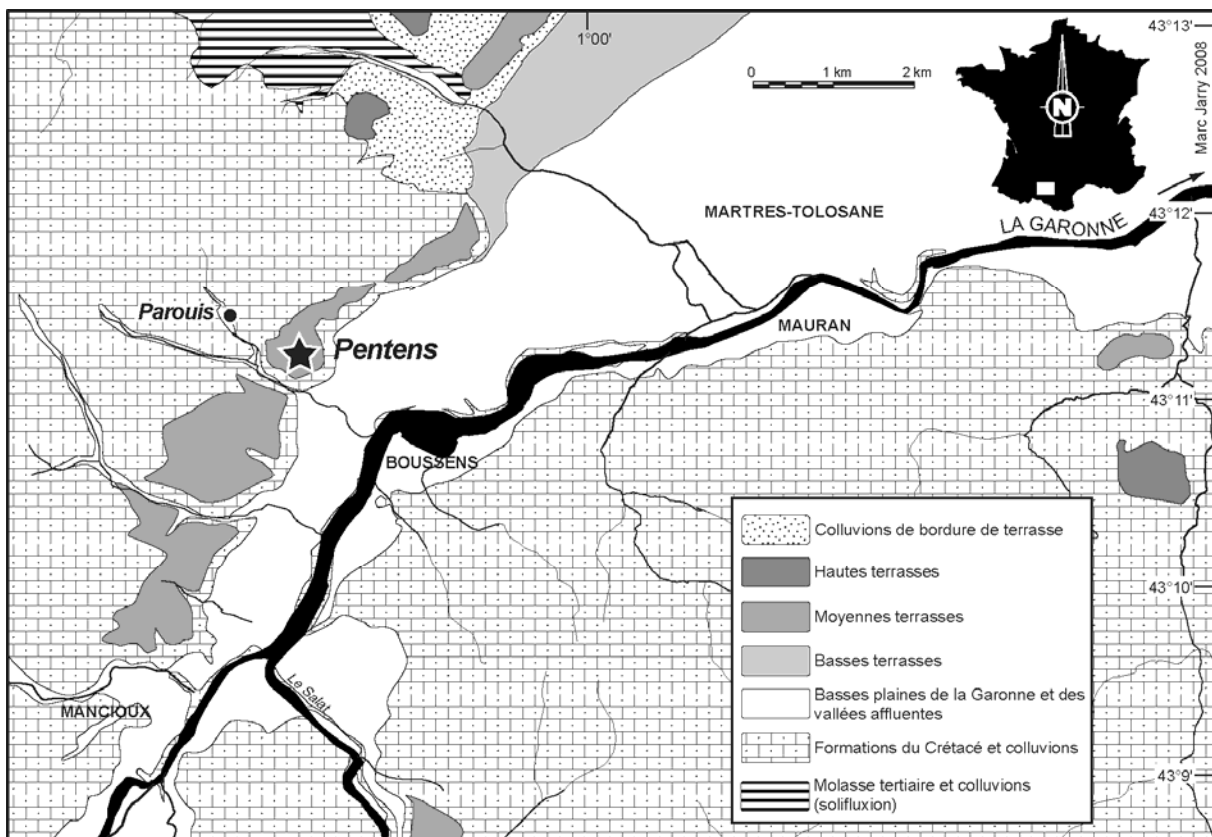 1°00'
43°13'
0 1 km 2 km
N
Marc Jarry 2008
MARTRES-TOLOSANE
43°12'
LA GARONNE
Parouis
Pentens
MAURAN
43°11'
BOUSSENS
Colluvions de bordure de terrasse
Hautes terrasses
43°10'
Moyennes terrasses
Basses terrasses
Le Salat
Basses plaines de la Garonne et des
vallées affluentes
MANCIOUX
Formations du Crétacé et colluvions
43°9'
Molasse tertiaire et colluvions
(solifluxion)